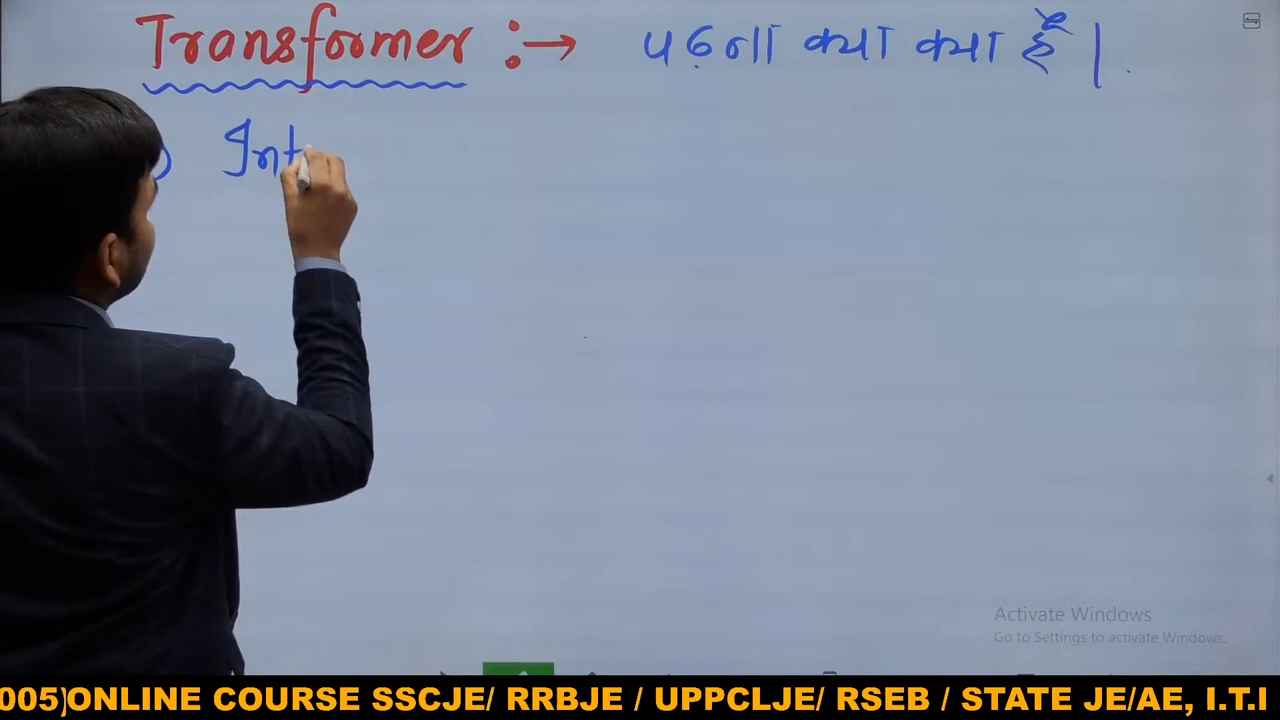 Transformer :→ पढ़ना क्या क्या है |
) Int
Activate Windows
Go to Settings to activate Windows.
005)ONLINE COURSE SSCJE/ RRBJE / UPPCLJE/ RSEB / STATE JE/AE, I.T.I